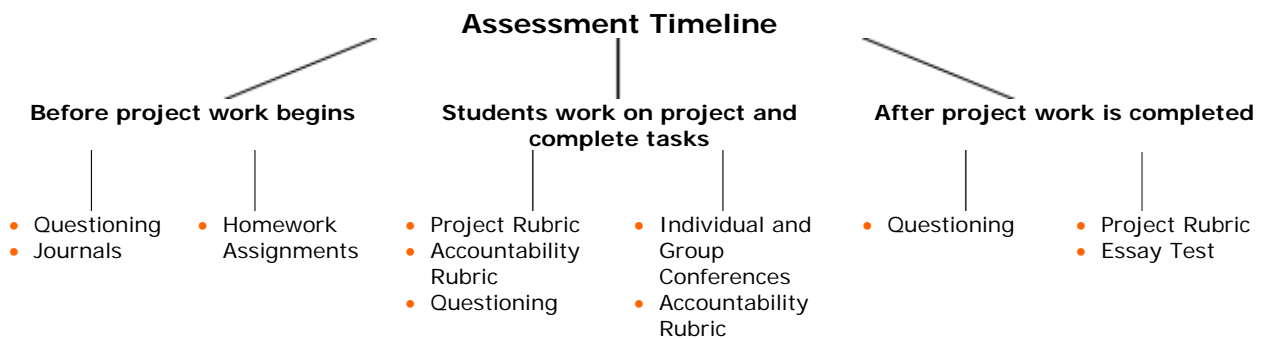 Assessment Timeline
Before project work begins
Students work on project and
complete tasks
After project work is completed
• Questioning
• Journals
• Homework
Assignments
• Project Rubric
• Accountability
Rubric
• Questioning
• Individual and
Group
Conferences
• Accountability
Rubric
• Questioning
• Project Rubric
• Essay Test